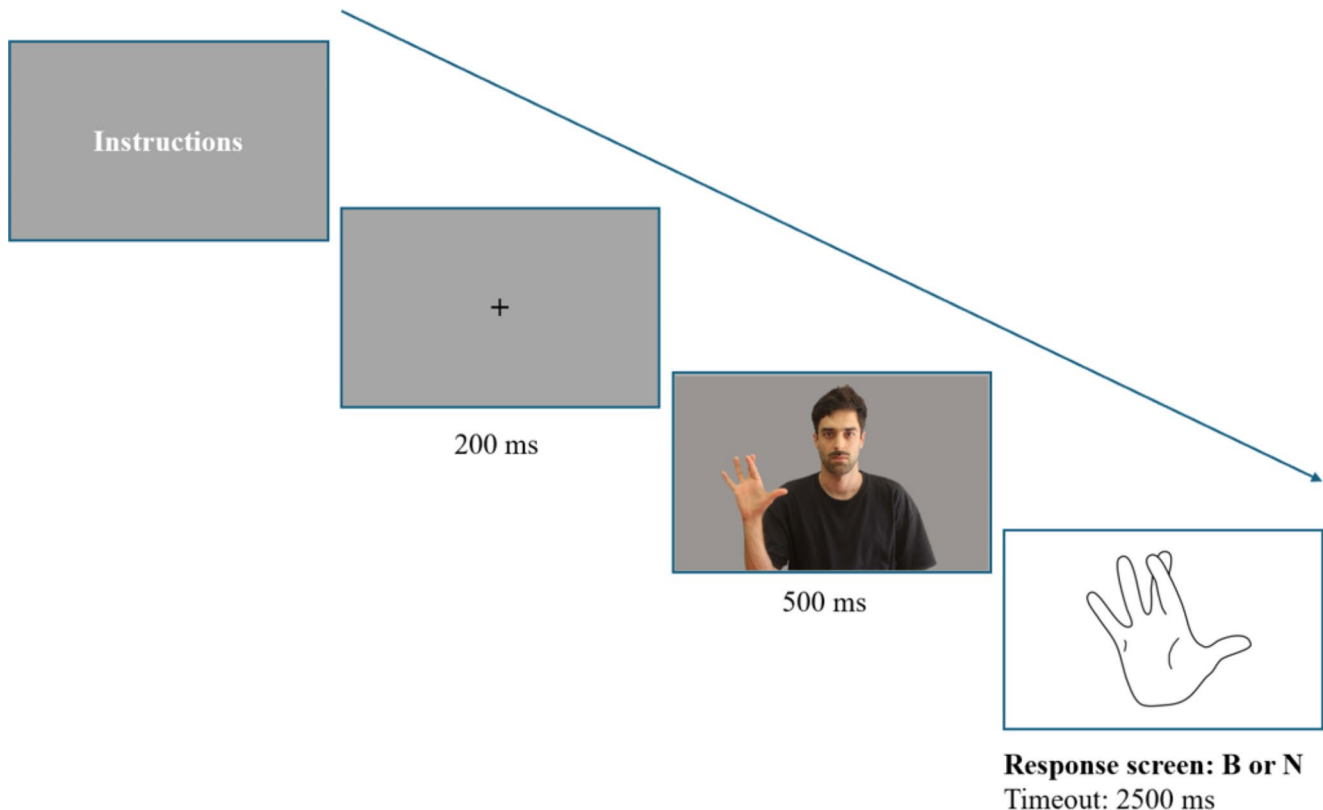 Instructions
+
200 ms
500 ms
Response screen: B or N
Timeout: 2500 ms